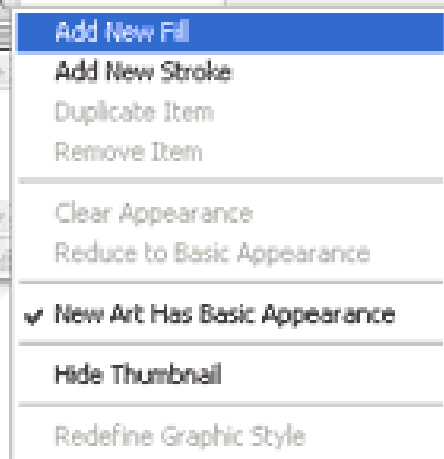 Add New Fill
Add New Stroke
Duplicate Item
Remove Item
Clear Appearance
Reduce to Basic Appearance
New Art Has Basic Appearance
Hide Thumbnail
Redefine Graphic Style